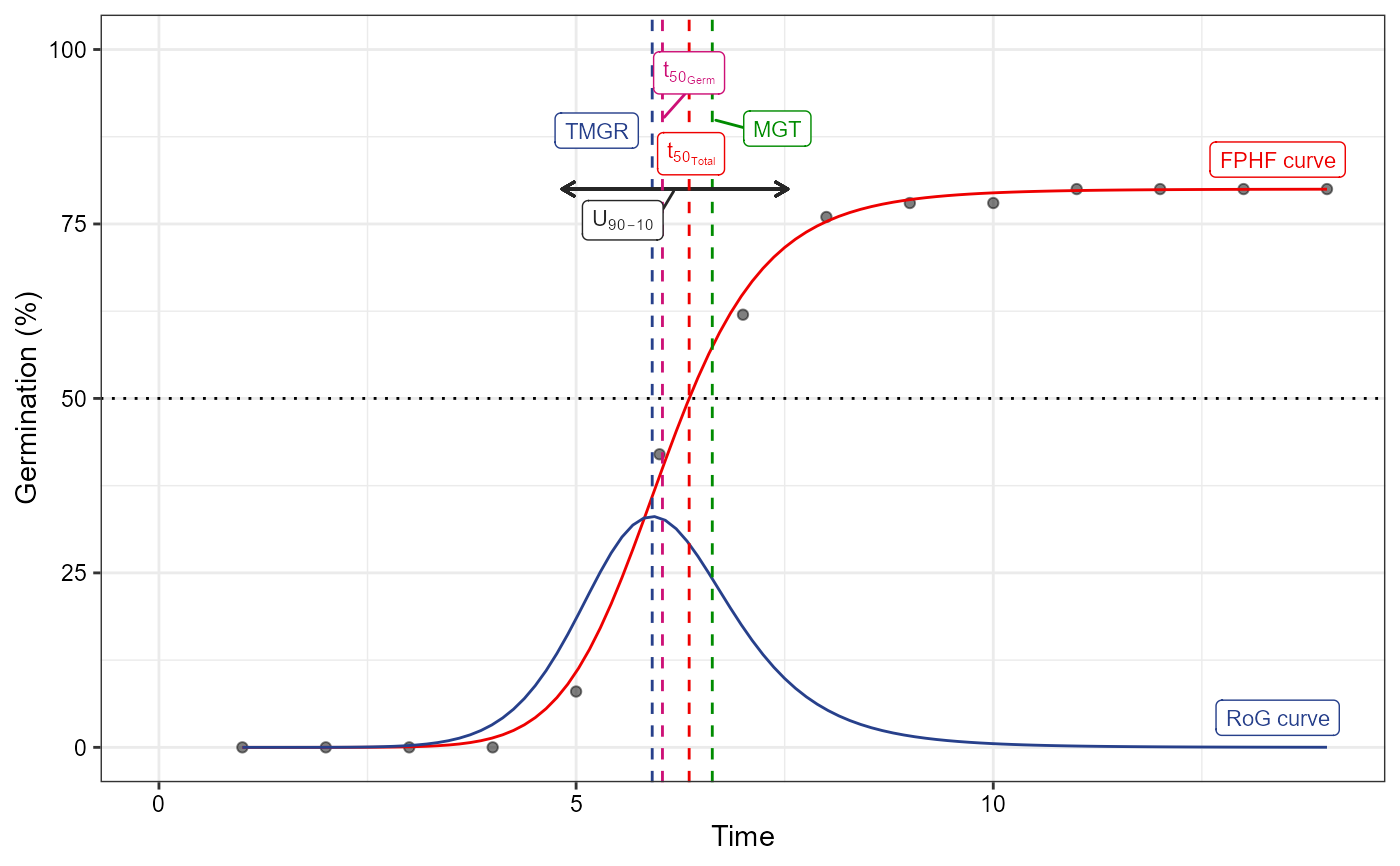 100
t50Germ
TMGR
MGT
t50Total
FPHF curve
U90−10
75
50
25
RoG curve
0
0 5 10
Time
Germination (%)